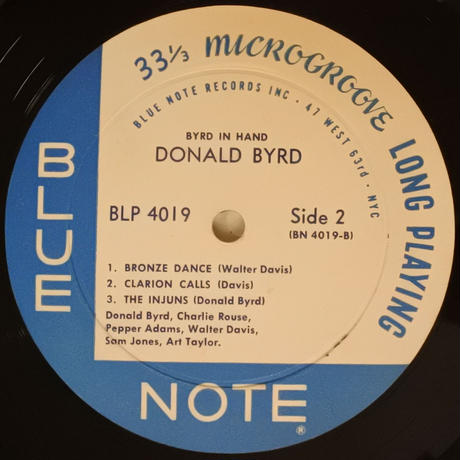 33⅓ MICROGROOVE LONG PLAYING
BLUE NOTE RECORDS INC · 47 WEST 63rd · NYC
BYRD IN HAND
DONALD BYRD
BLP 4019
Side 2
(BN 4019-B)
1. BRONZE DANCE (Walter Davis)
2. CLARION CALLS (Davis)
3. THE INJUNS (Donald Byrd)
Donald Byrd, Charlie Rouse,
Pepper Adams, Walter Davis,
Sam Jones, Art Taylor.
BLUE
NOTE®